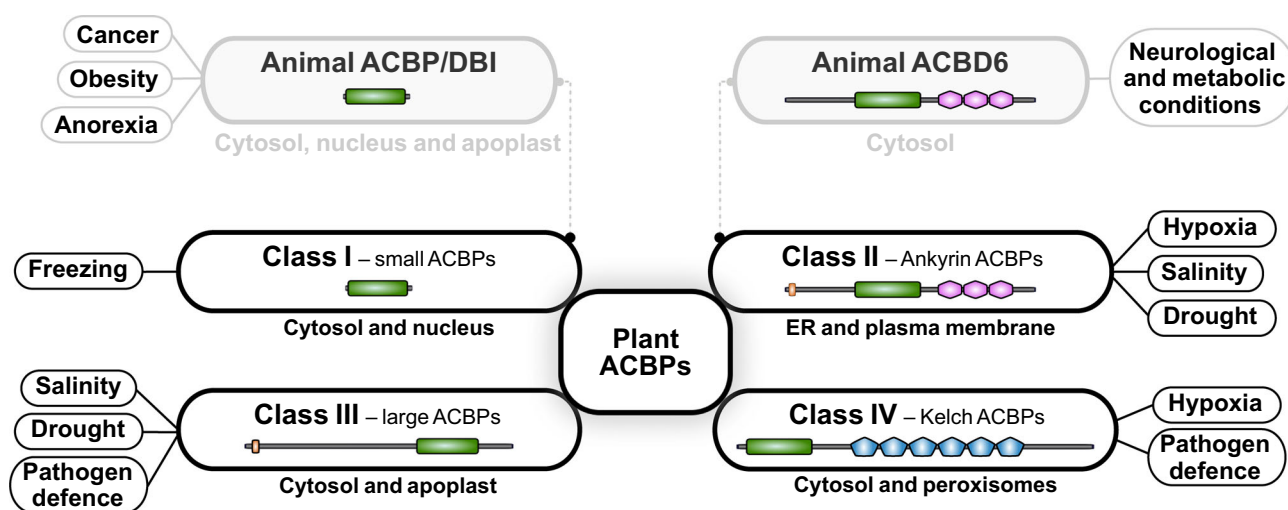 Cancer
Obesity
Anorexia
Animal ACBP/DBI
Cytosol, nucleus and apoplast
Animal ACBD6
Cytosol
Neurological
and metabolic
conditions
Freezing
Class I – small ACBPs
Cytosol and nucleus
Class II – Ankyrin ACBPs
ER and plasma membrane
Hypoxia
Salinity
Drought
Plant
ACBPs
Salinity
Drought
Pathogen
defence
Class III – large ACBPs
Cytosol and apoplast
Class IV – Kelch ACBPs
Cytosol and peroxisomes
Hypoxia
Pathogen
defence